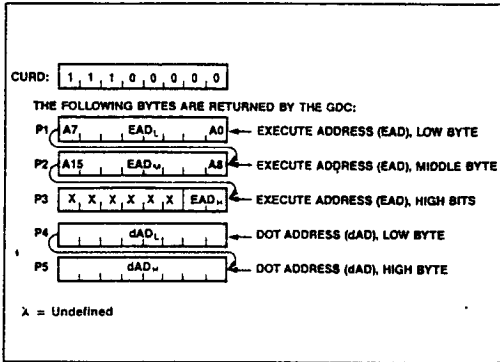 CURD: 1 1 1 0 0 0 0 0
THE FOLLOWING BYTES ARE RETURNED BY THE GDC:
P1 A7 EADL A0 EXECUTE ADDRESS (EAD), LOW BYTE
P2 A15 EADM A8 EXECUTE ADDRESS (EAD), MIDDLE BYTE
P3 X X X X X X EADH EXECUTE ADDRESS (EAD), HIGH BITS
P4 dADL DOT ADDRESS (dAD), LOW BYTE
P5 dADH DOT ADDRESS (dAD), HIGH BYTE
λ = Undefined